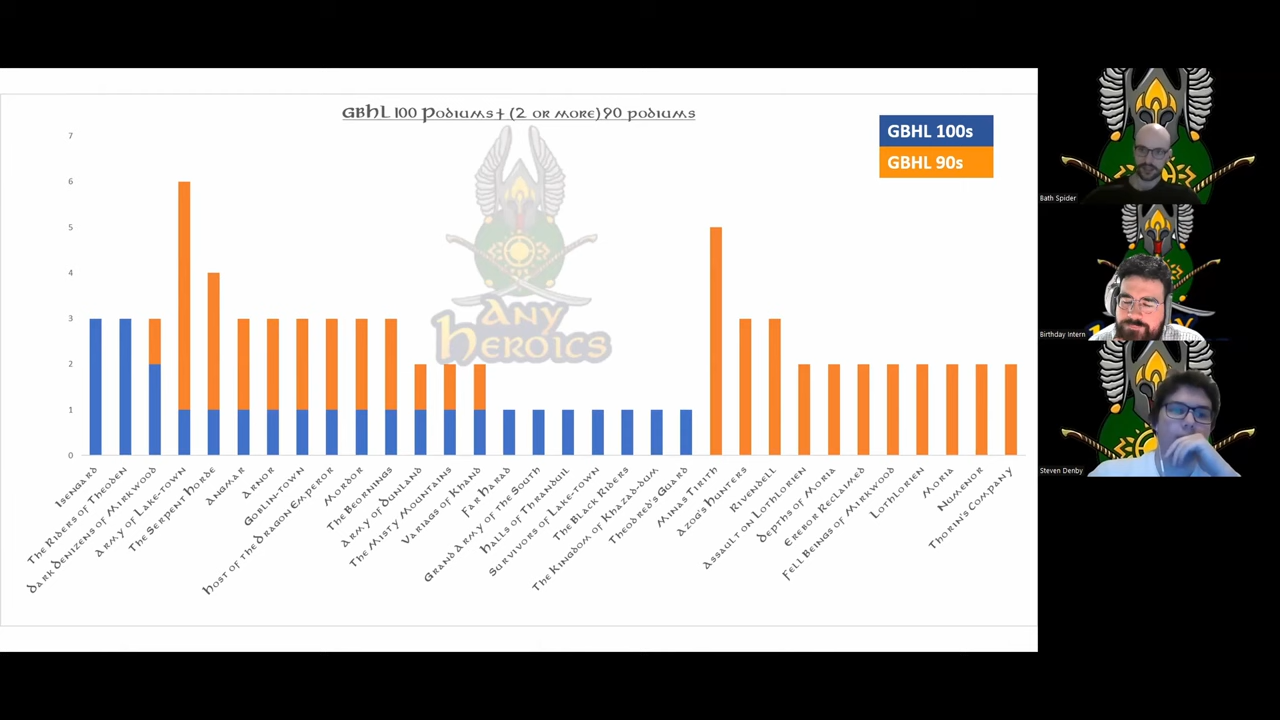 GBHL 100 Podiums + (2 or more) 90 podiums
GBHL 100s
GBHL 90s
7
6
5
4
3
2
1
0
Isengard
The Riders of Theoden
Dark Denizens of Mirkwood
Army of Lake-town
The Serpent Horde
Angmar
Arnor
Goblin-town
Host of the Dragon Emperor
Mordor
The Beornings
Army of Dunland
The Misty Mountains
Variags of Khand
Far Harad
Grand Army of the South
Halls of Thranduil
Survivors of Lake-town
The Black Riders
The Kingdom of Khazad-dum
Theodred's Guard
Minas Tirith
Azog's Hunters
Rivendell
Assault on Lothlorien
Depths of Moria
Erebor Reclaimed
Fell Beings of Mirkwood
Lothlorien
Moria
Numenor
Thorin's Company
Any
Heroics
Bath Spider
Birthday Intern
Steven Denby